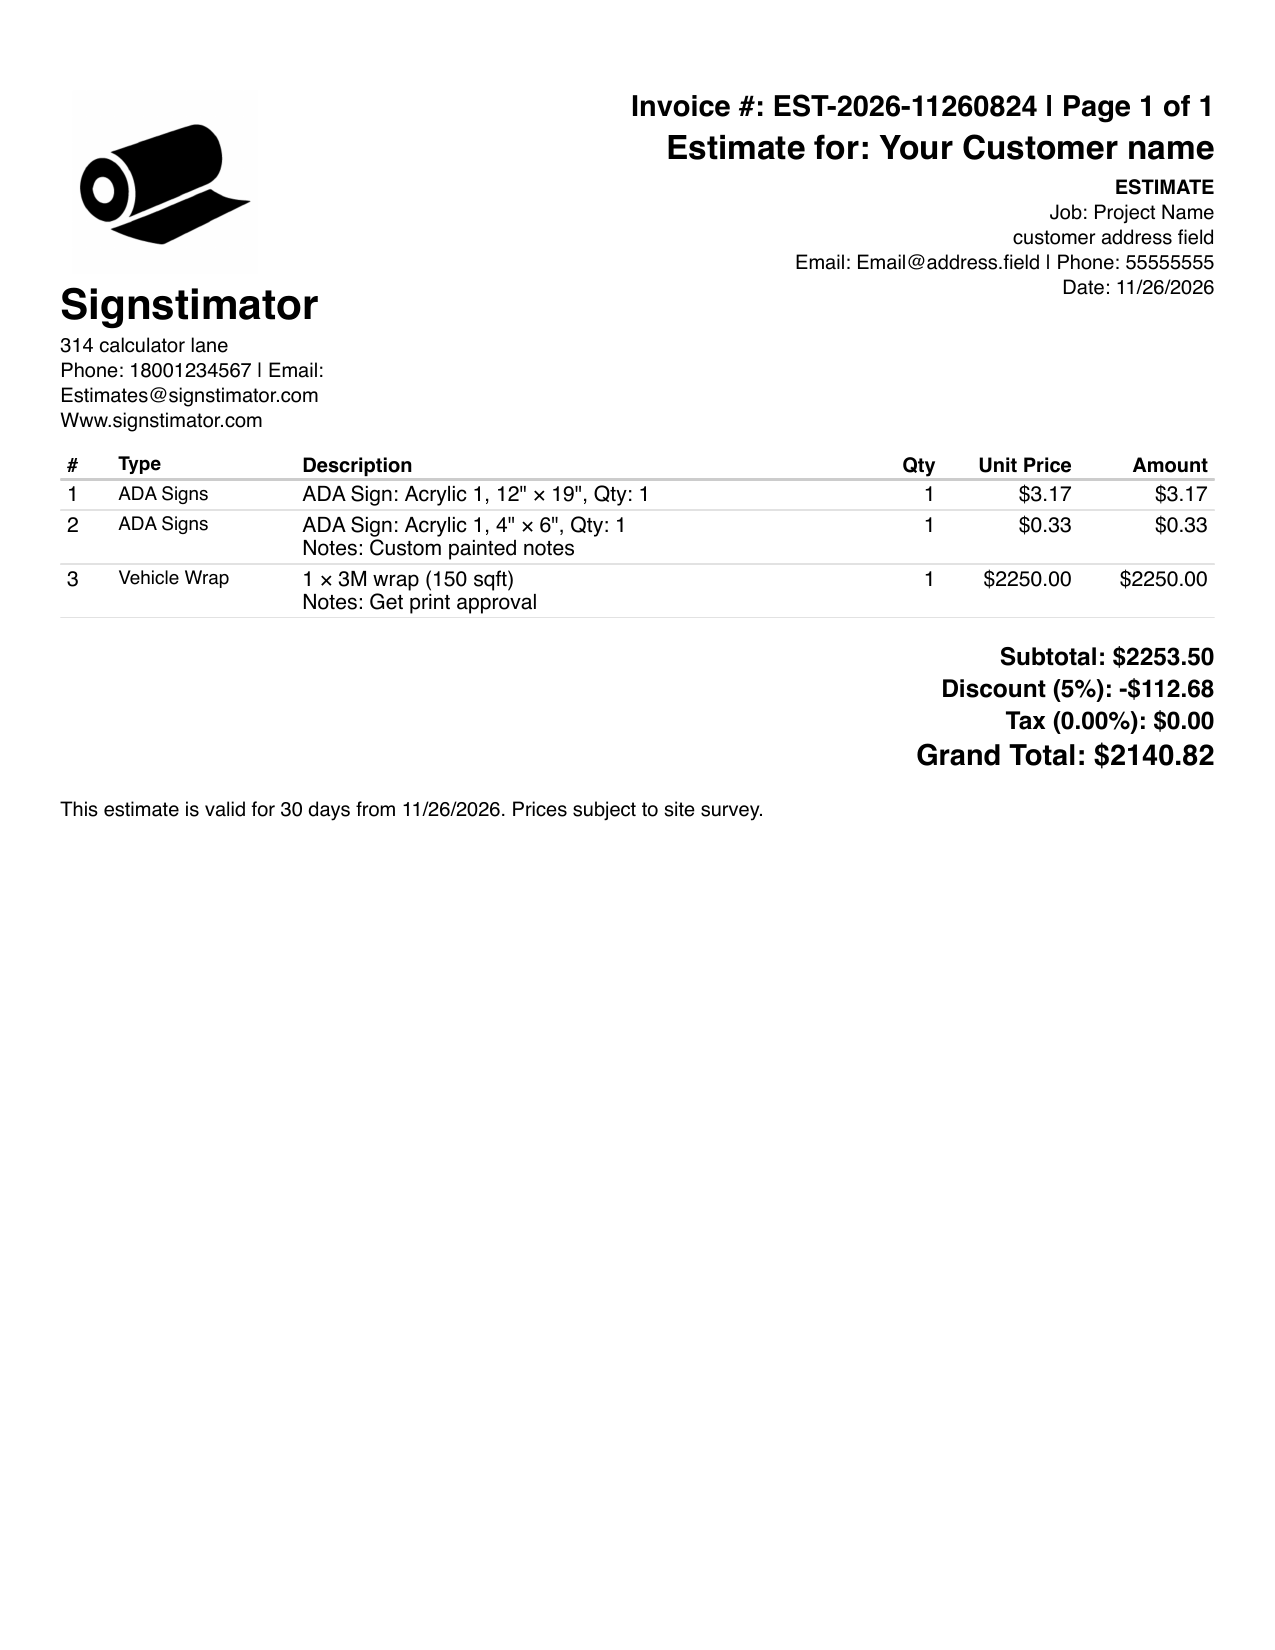 Invoice #: EST-2026-11260824 | Page 1 of 1
Estimate for: Your Customer name
ESTIMATE
Job: Project Name
customer address field
Email: Email@address.field | Phone: 55555555
Date: 11/26/2026
Signstimator
314 calculator lane
Phone: 18001234567 | Email:
Estimates@signstimator.com
Www.signstimator.com
# Type Description Qty Unit Price Amount
1 ADA Signs ADA Sign: Acrylic 1, 12" × 19", Qty: 1 1 $3.17 $3.17
2 ADA Signs ADA Sign: Acrylic 1, 4" × 6", Qty: 1 1 $0.33 $0.33
Notes: Custom painted notes
3 Vehicle Wrap 1 × 3M wrap (150 sqft) 1 $2250.00 $2250.00
Notes: Get print approval
Subtotal: $2253.50
Discount (5%): -$112.68
Tax (0.00%): $0.00
Grand Total: $2140.82
This estimate is valid for 30 days from 11/26/2026. Prices subject to site survey.